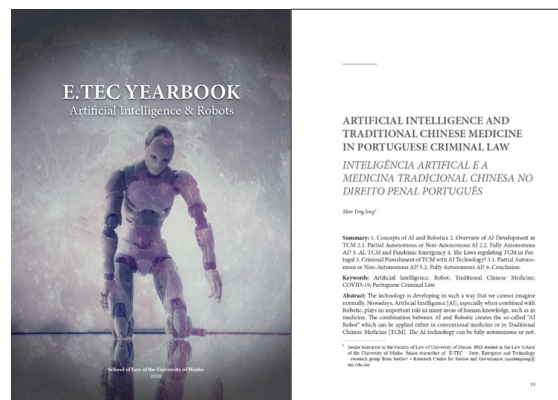 E.TEC YEARBOOK
Artificial Intelligence & Robots
School of Law of the University of Minho
2020
ARTIFICIAL INTELLIGENCE AND
TRADITIONAL CHINESE MEDICINE
IN PORTUGUESE CRIMINAL LAW
INTELIGÊNCIA ARTIFICAL E A
MEDICINA TRADICIONAL CHINESA NO
DIREITO PENAL PORTUGUÊS
Man Teng Iong¹
Summary: 1. Concepts of AI and Robotics 2. Overview of AI Development in
TCM 2.1. Partial Autonomous or Non-Autonomous AI 2.2. Fully Autonomous
AI? 3. AI, TCM and Pandemic Emergency 4. The Laws regulating TCM in Por-
tugal 5. Criminal Punishment of TCM with AI Technology? 5.1. Partial Autono-
mous or Non-Autonomous AI? 5.2. Fully Autonomous AI? 6. Conclusion.
Keywords: Artificial Intelligence; Robot; Traditional Chinese Medicine;
COVID-19; Portuguese Criminal Law.
Abstract: The technology is developing in such a way that we cannot imagine
normally. Nowadays, Artificial Intelligence [AI], especially when combined with
Robotic, plays an important role in many areas of human knowledge, such as in
medicine. The combination between AI and Robotic creates the so-called "AI
Robot" which can be applied either in conventional medicine or in Traditional
Chinese Medicine [TCM]. The AI technology can be fully autonomous or not.
Senior Instructor in the Faculty of Law of University of Macau. PhD student in the Law School
of the University of Minho. Junior researcher of E-TEC - State, Enterprise and Technology
research group from JusGov – Research Centre for Justice and Governance.
39